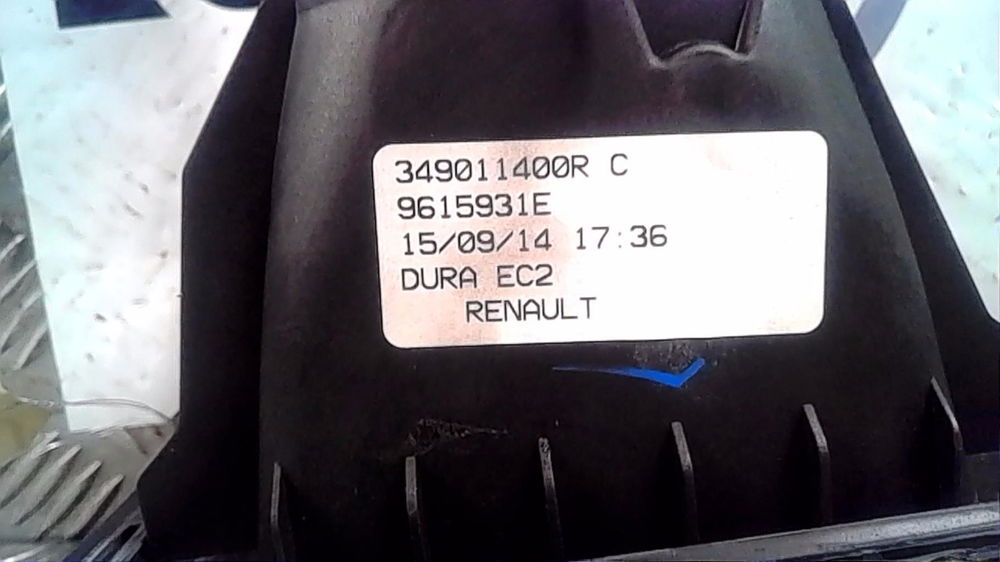 349011400R C
9615931E
15/09/14 17:36
DURA EC2
RENAULT